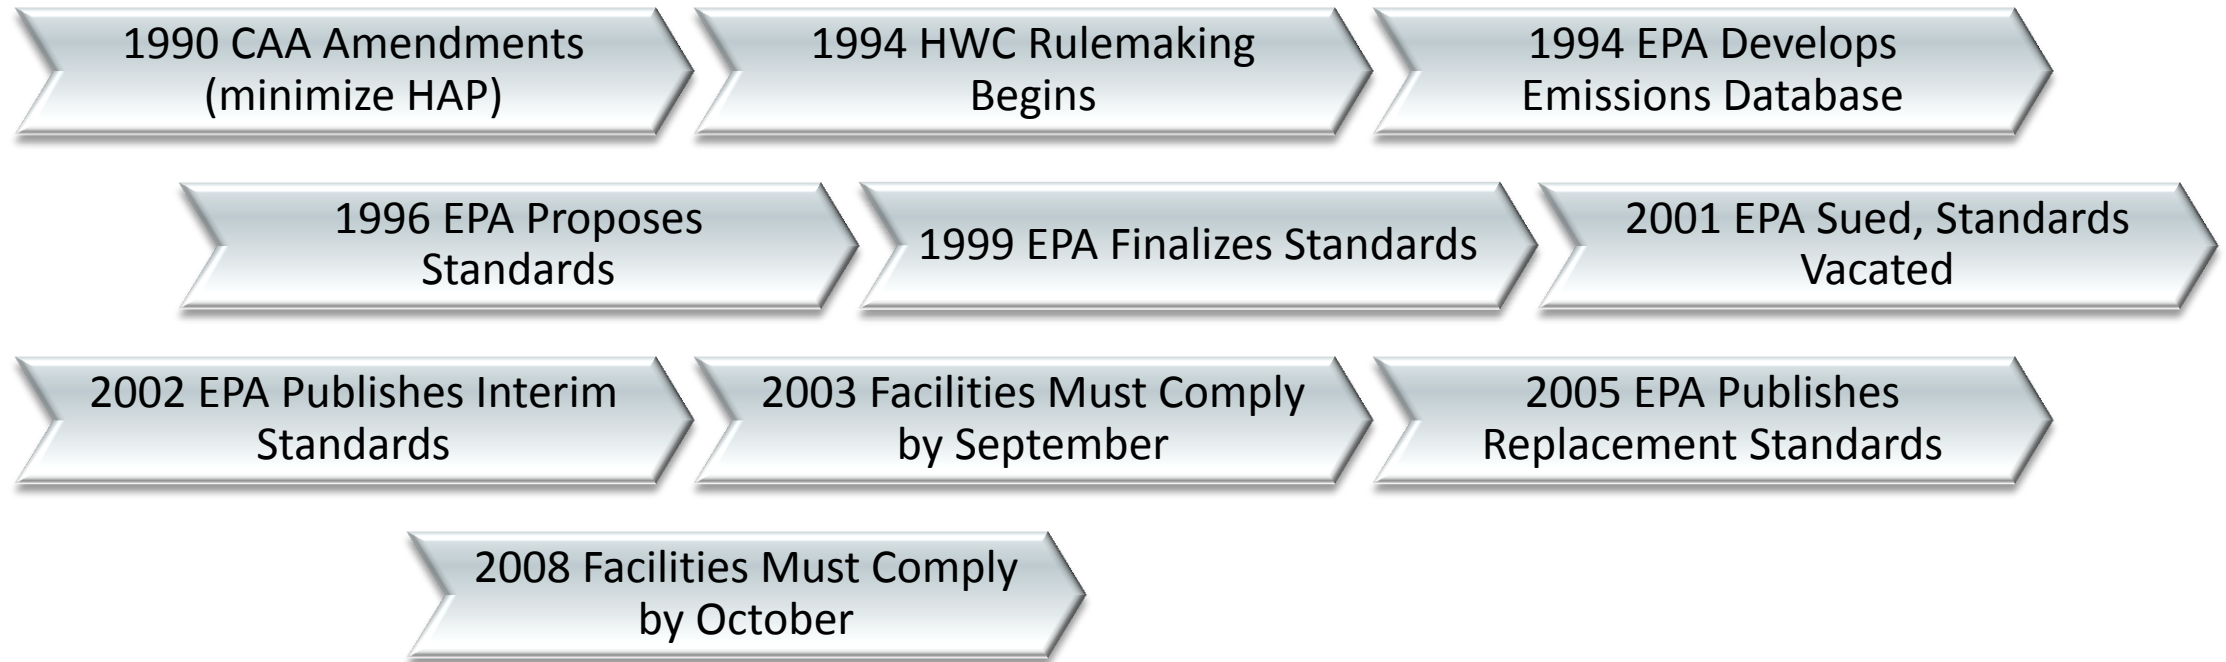 1990 CAA Amendments
(minimize HAP)
1994 HWC Rulemaking
Begins
1994 EPA Develops
Emissions Database
1996 EPA Proposes
Standards
1999 EPA Finalizes Standards
2001 EPA Sued, Standards
Vacated
2002 EPA Publishes Interim
Standards
2003 Facilities Must Comply
by September
2005 EPA Publishes
Replacement Standards
2008 Facilities Must Comply
by October